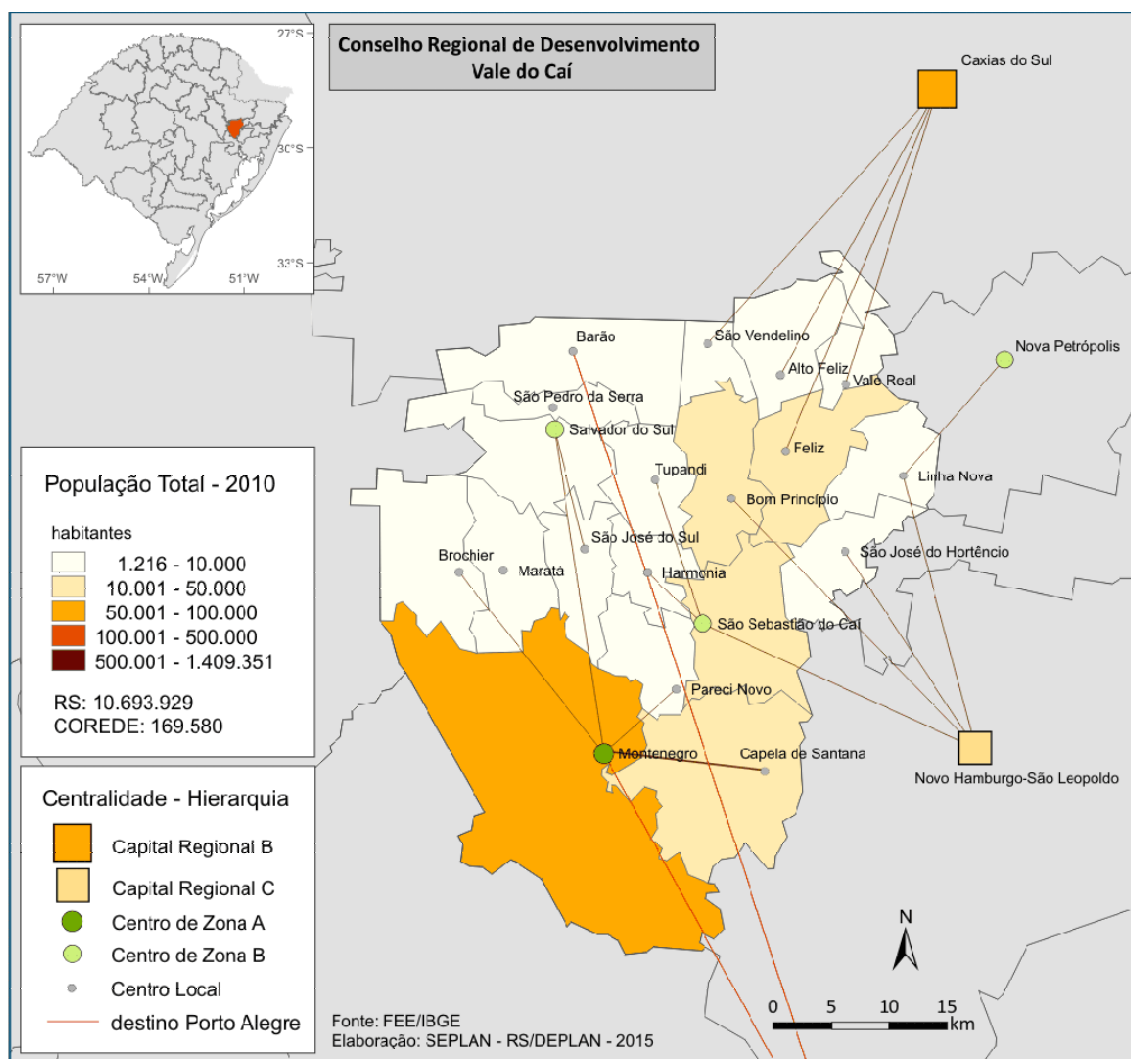 Conselho Regional de Desenvolvimento
Vale do Caí
27°S
30°S
33°S
57°W
54°W
51°W
Caxias do Sul
Barão
São Vendelino
Nova Petrópolis
Alto Feliz
Vale Real
São Pedro da Serra
Salvador do Sul
Feliz
Tupandi
Linha Nova
Bom Princípio
São José do Sul
São José do Hortêncio
Brochier
Maratá
Harmonia
São Sebastião do Caí
Pareci Novo
Montenegro
Capela de Santana
Novo Hamburgo-São Leopoldo
População Total - 2010
habitantes
1.216 - 10.000
10.001 - 50.000
50.001 - 100.000
100.001 - 500.000
500.001 - 1.409.351
RS: 10.693.929
COREDE: 169.580
Centralidade - Hierarquia
Capital Regional B
Capital Regional C
Centro de Zona A
Centro de Zona B
Centro Local
destino Porto Alegre
N
0 5 10 15
km
Fonte: FEE/IBGE
Elaboração: SEPLAN - RS/DEPLAN - 2015